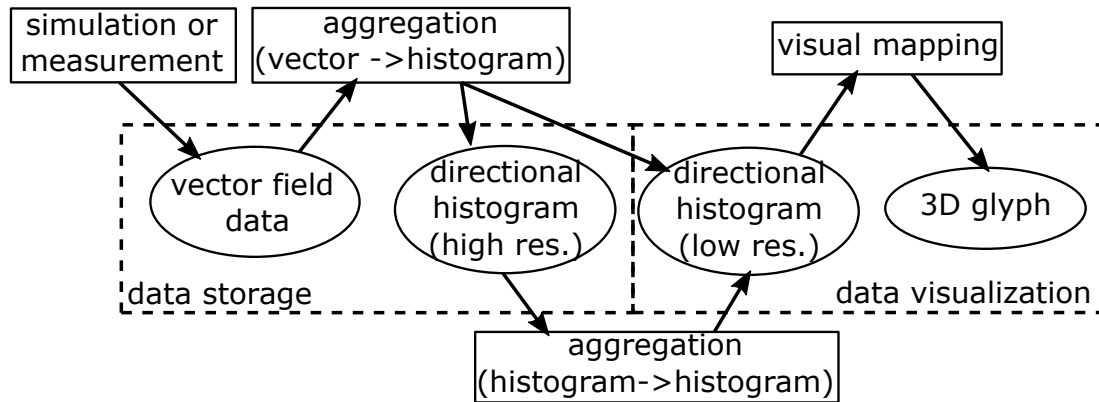 simulation or
measurement
aggregation
(vector ->histogram)
visual mapping
vector field
data
directional
histogram
(high res.)
directional
histogram
(low res.)
3D glyph
data storage
data visualization
aggregation
(histogram->histogram)